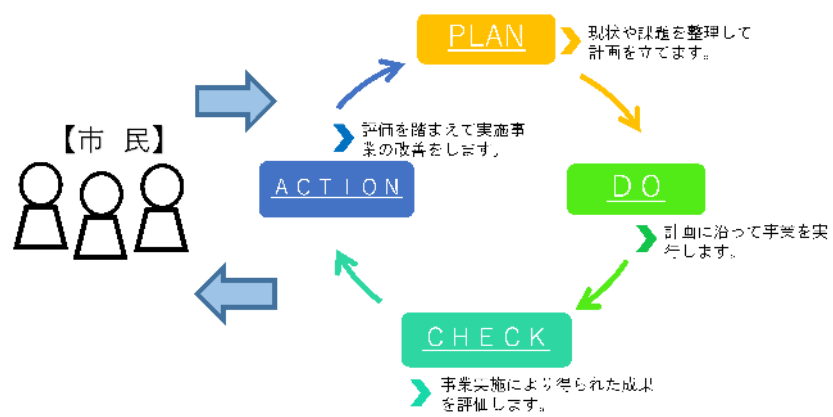 PLAN
現状や課題を整理して
計画を立てます。
【市 民】
評価を踏まえて実施事
業の改善をします。
ACTION
DO
計画に沿って事業を実
行します。
CHECK
事業実施により得られた成果
を評価します。